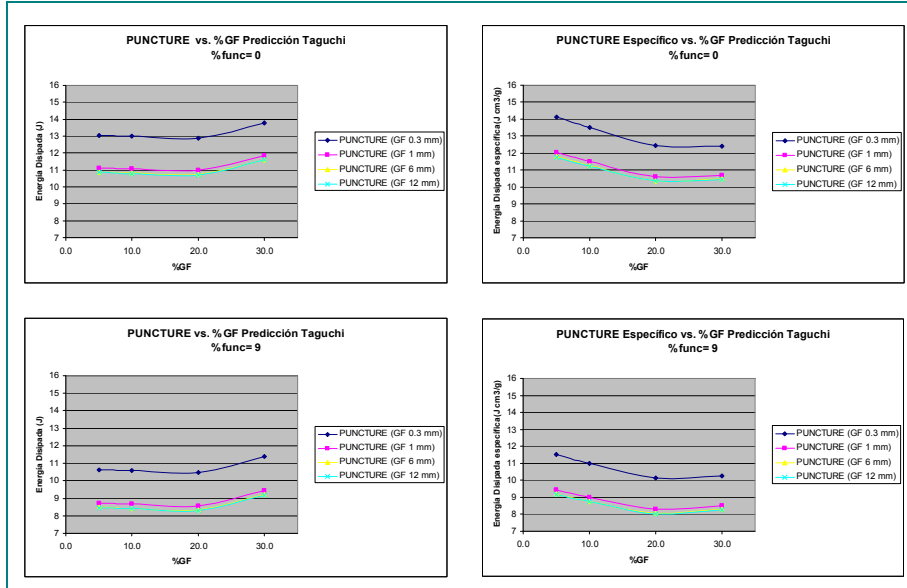 PUNCTURE vs. %GF Predicción Taguchi
%func= 0
Energía Disipada (J)
16
15
14
13
12
11
10
9
8
7
0.0 10.0 20.0 30.0
%GF
PUNCTURE (GF 0.3 mm)
PUNCTURE (GF 1 mm)
PUNCTURE (GF 6 mm)
PUNCTURE (GF 12 mm)
PUNCTURE Específico vs. %GF Predicción Taguchi
%func= 0
Energía Disipada específica(J cm3/g)
16
15
14
13
12
11
10
9
8
7
0.0 10.0 20.0 30.0
%GF
PUNCTURE (GF 0.3 mm)
PUNCTURE (GF 1 mm)
PUNCTURE (GF 6 mm)
PUNCTURE (GF 12 mm)
PUNCTURE vs. %GF Predicción Taguchi
%func= 9
Energía Disipada (J)
16
15
14
13
12
11
10
9
8
7
0.0 10.0 20.0 30.0
%GF
PUNCTURE (GF 0.3 mm)
PUNCTURE (GF 1 mm)
PUNCTURE (GF 6 mm)
PUNCTURE (GF 12 mm)
PUNCTURE Específico vs. %GF Predicción Taguchi
%func= 9
Energía Disipada específica(J cm3/g)
16
15
14
13
12
11
10
9
8
7
0.0 10.0 20.0 30.0
%GF
PUNCTURE (GF 0.3 mm)
PUNCTURE (GF 1 mm)
PUNCTURE (GF 6 mm)
PUNCTURE (GF 12 mm)